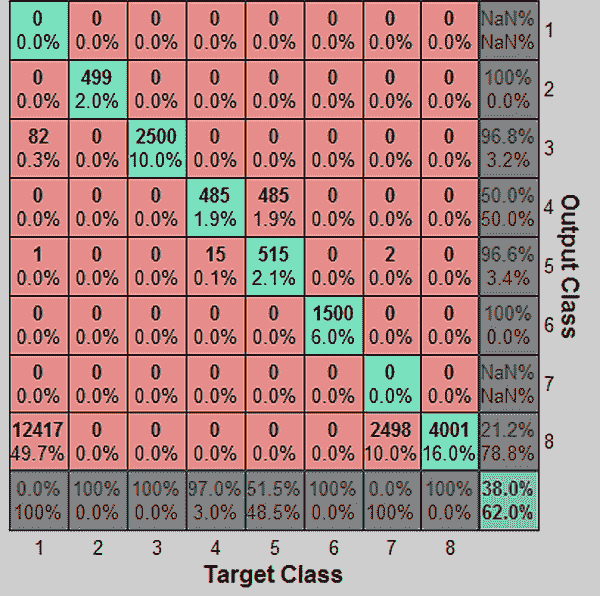 0 0 0 0 0 0 0 0 NaN%
0.0% 0.0% 0.0% 0.0% 0.0% 0.0% 0.0% 0.0% NaN% 1
0 499 0 0 0 0 0 0 100%
0.0% 2.0% 0.0% 0.0% 0.0% 0.0% 0.0% 0.0% 0.0% 2
82 0 2500 0 0 0 0 0 96.8%
0.3% 0.0% 10.0% 0.0% 0.0% 0.0% 0.0% 0.0% 3.2% 3
0 0 0 485 485 0 0 0 50.0%
0.0% 0.0% 0.0% 1.9% 1.9% 0.0% 0.0% 0.0% 50.0% 4
1 0 0 15 515 0 2 0 96.6%
0.0% 0.0% 0.0% 0.1% 2.1% 0.0% 0.0% 0.0% 3.4% 5
0 0 0 0 0 1500 0 0 100%
0.0% 0.0% 0.0% 0.0% 0.0% 6.0% 0.0% 0.0% 0.0% 6
0 0 0 0 0 0 0 0 NaN%
0.0% 0.0% 0.0% 0.0% 0.0% 0.0% 0.0% 0.0% NaN% 7
12417 0 0 0 0 0 2498 4001 21.2%
49.7% 0.0% 0.0% 0.0% 0.0% 0.0% 10.0% 16.0% 78.8% 8
0.0% 100% 100% 97.0% 51.5% 100% 0.0% 100% 38.0%
100% 0.0% 0.0% 3.0% 48.5% 0.0% 100% 0.0% 62.0%
1 2 3 4 5 6 7 8
Target Class
Output Class